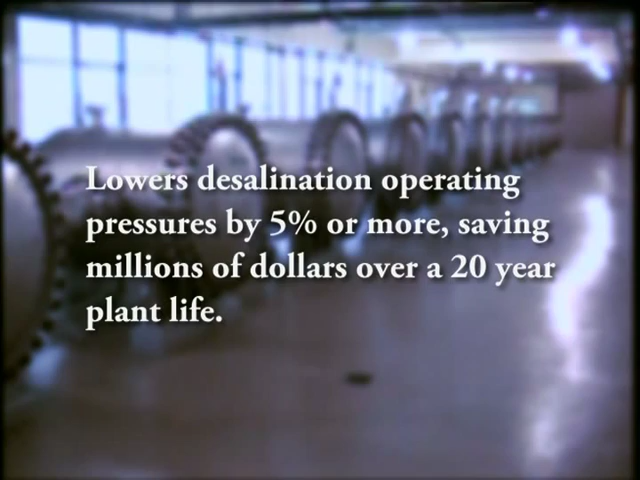 Lowers desalination operating
pressures by 5% or more, saving
millions of dollars over a 20 year
plant life.